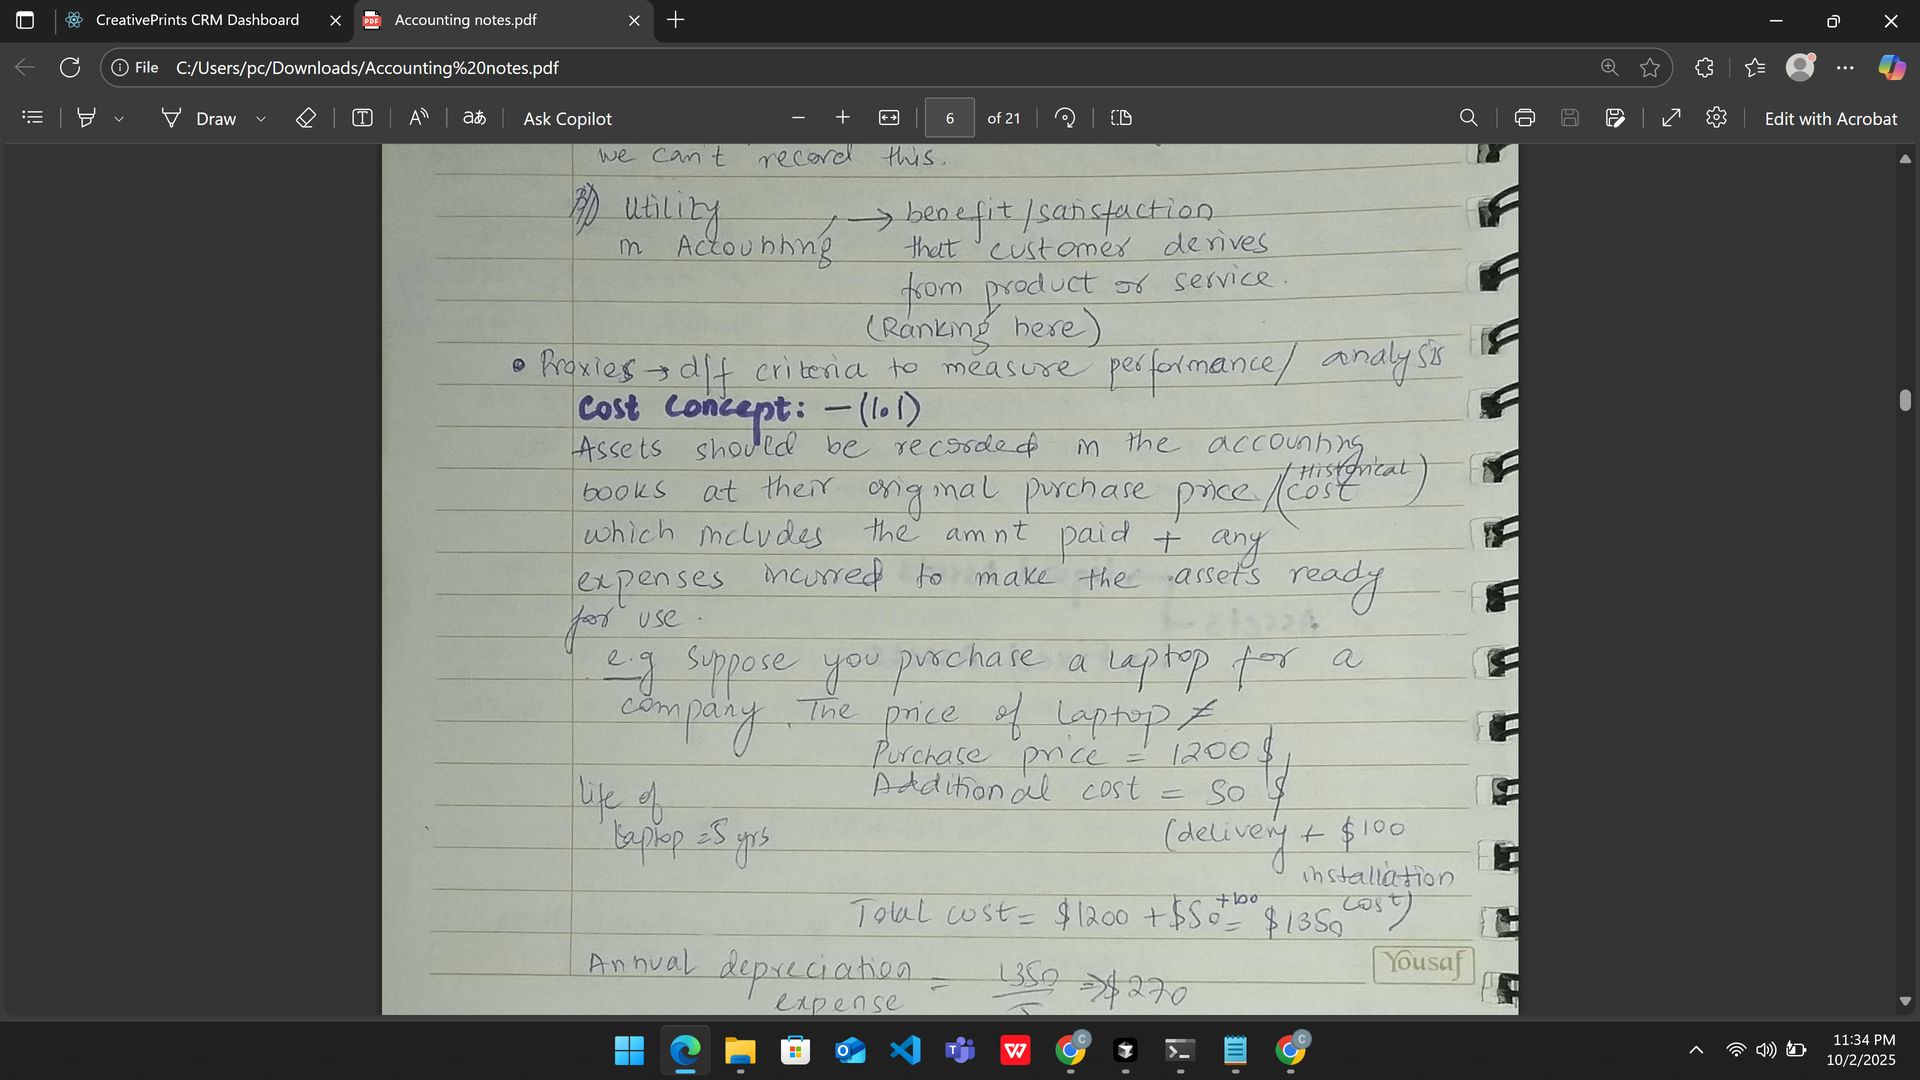 CreativePrints CRM Dashboard
Accounting notes.pdf
File C:/Users/pc/Downloads/Accounting%20notes.pdf
Draw
Ask Copilot
6 of 21
Edit with Acrobat
we can't record this.
Utility → benefit/satisfaction
in Accounting that customer derives
from product or service.
(Ranking here)
• Proxies → diff criteria to measure performance/ analysis
Cost Concept: - (1.1)
Assets should be recorded in the accounting
books at their original purchase price /(Historical cost)
which includes the amnt paid + any
expenses incurred to make the assets ready
for use.
e.g Suppose you purchase a laptop for a
company. The price of laptop ≠
Purchase price = 1200 $,
Additional cost = 50 $
life of
laptop = 5 yrs
(delivery + $100
installation
cost)
Total cost = $1200 + $50 +100 = $1350
Annual depreciation = 1350 ⇒ $270
expense 5
Yousaf
11:34 PM
10/2/2025